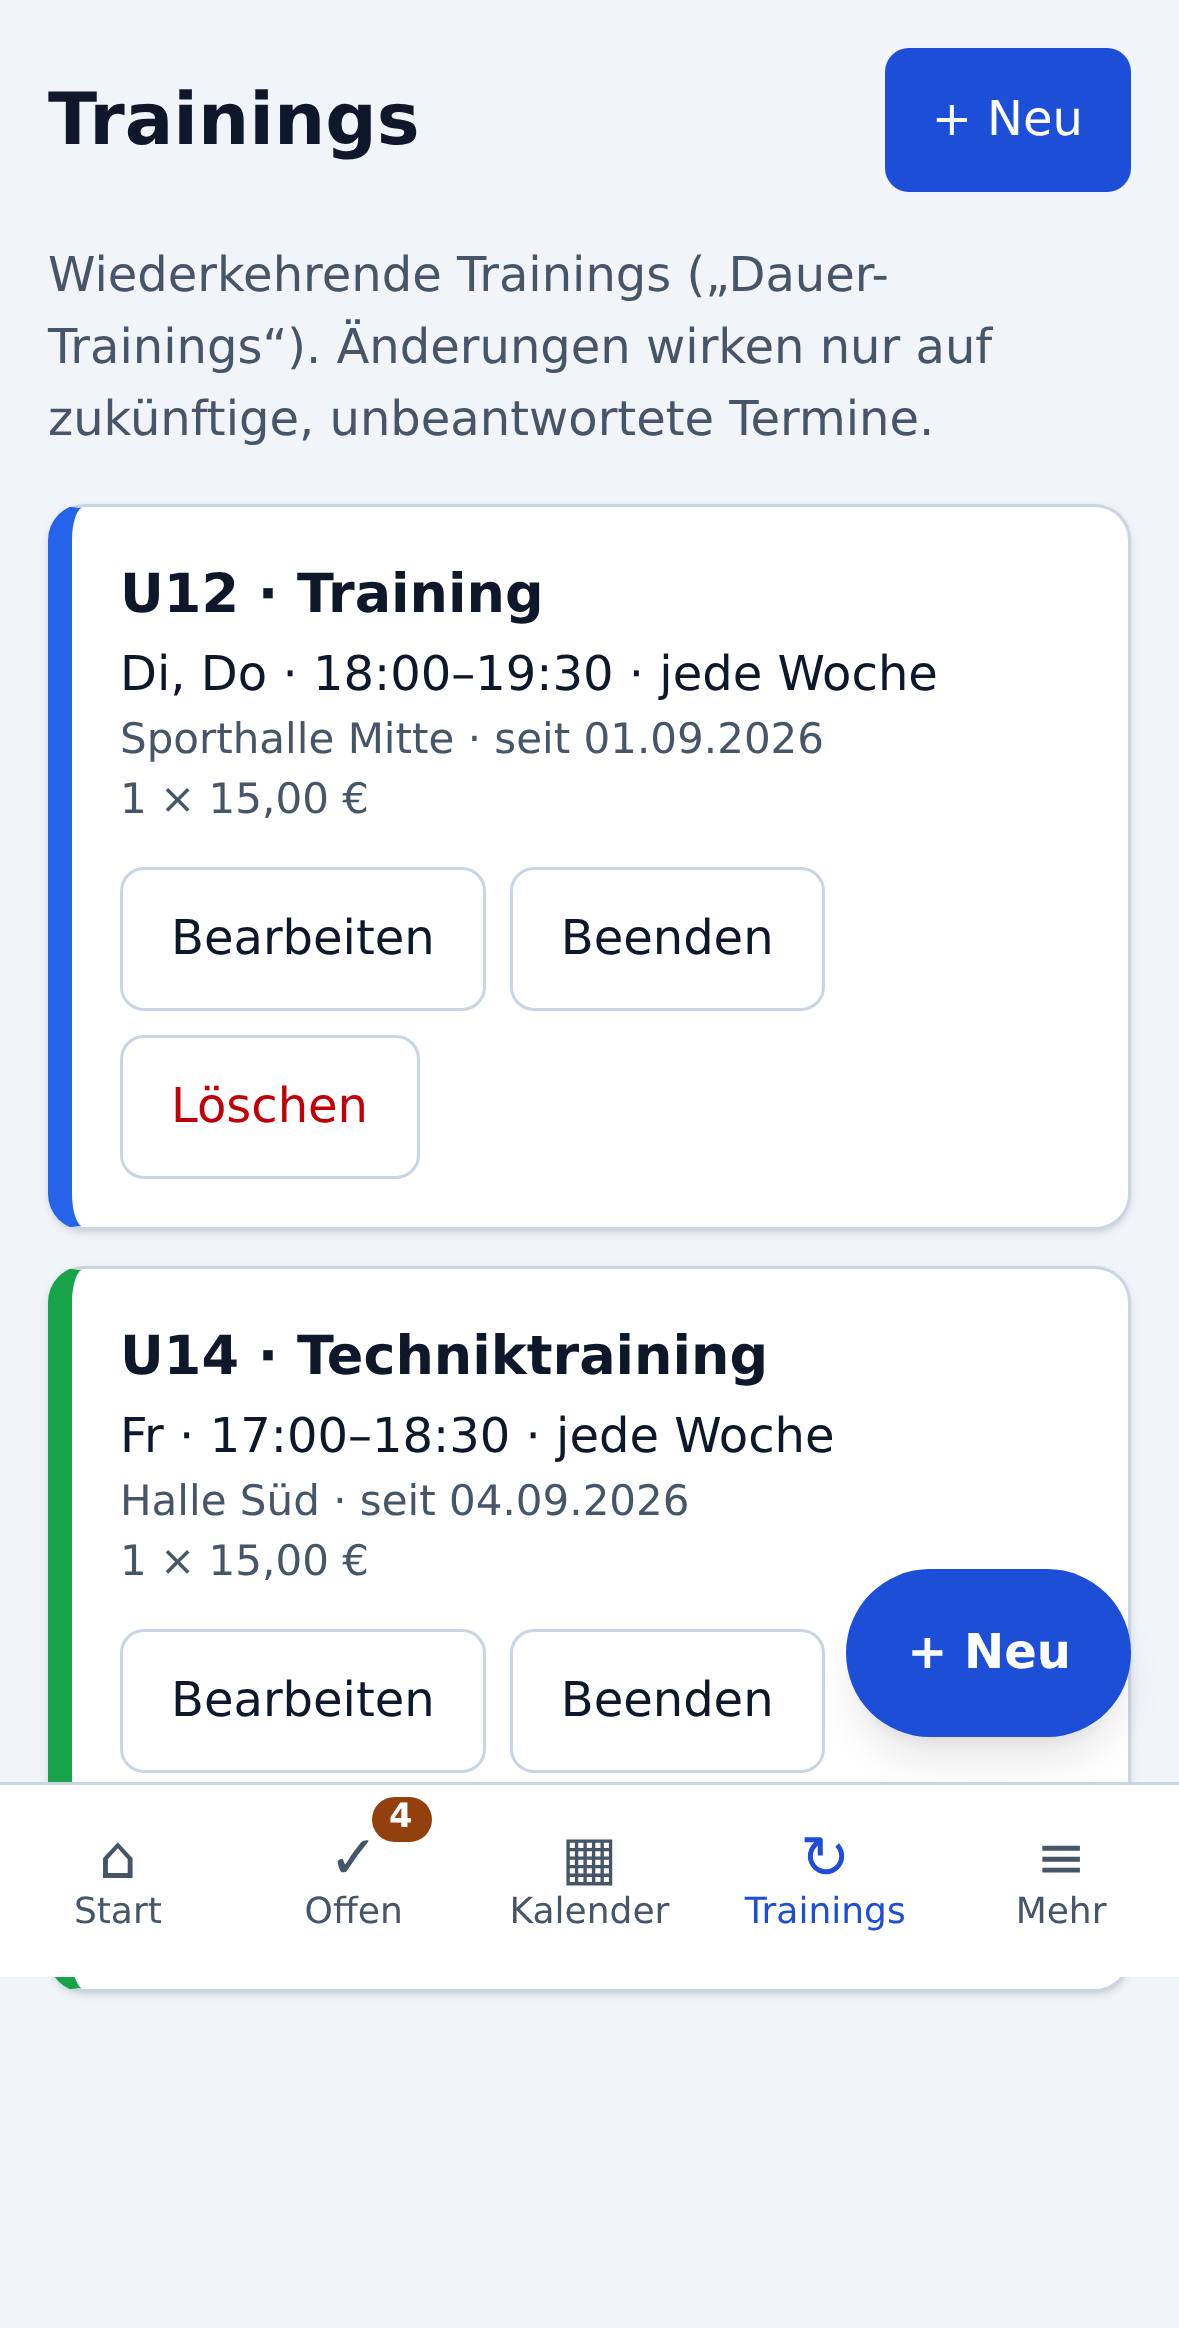 Trainings
+ Neu
Wiederkehrende Trainings („Dauer-
Trainings“). Änderungen wirken nur auf
zukünftige, unbeantwortete Termine.
U12 · Training
Di, Do · 18:00–19:30 · jede Woche
Sporthalle Mitte · seit 01.09.2026
1 × 15,00 €
Bearbeiten
Beenden
Löschen
U14 · Techniktraining
Fr · 17:00–18:30 · jede Woche
Halle Süd · seit 04.09.2026
1 × 15,00 €
Bearbeiten
Beenden
+ Neu
4
Start
Offen
Kalender
Trainings
Mehr